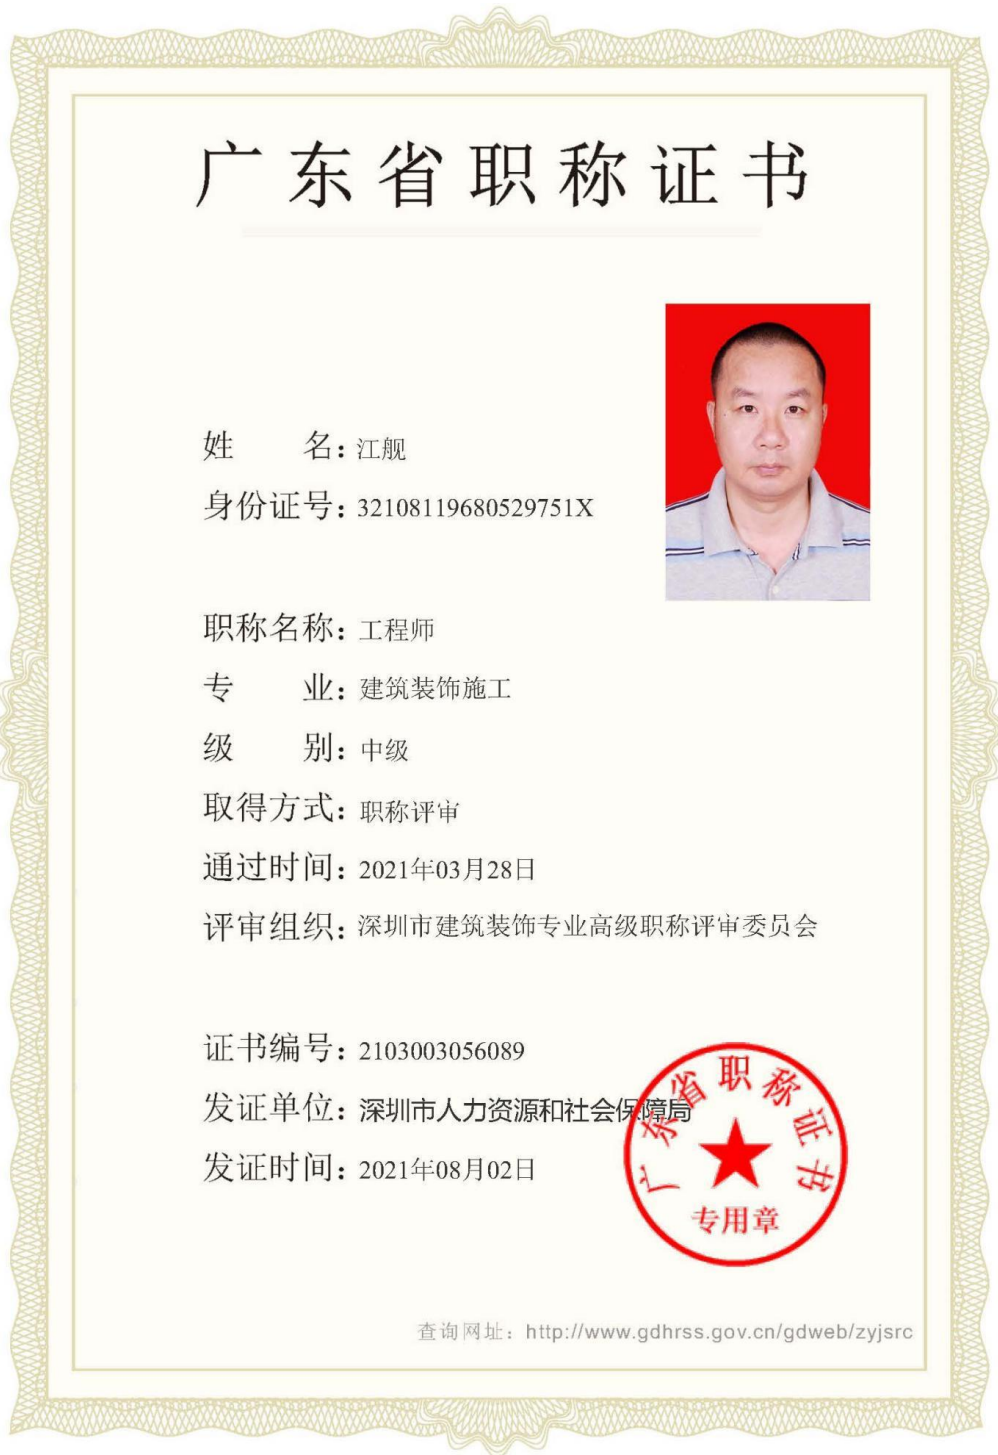 广东省职称证书
姓名：江舰
身份证号：32108119680529751X
职称名称：工程师
专业：建筑装饰施工
级别：中级
取得方式：职称评审
通过时间：2021年03月28日
评审组织：深圳市建筑装饰专业高级职称评审委员会
证书编号：2103003056089
发证单位：深圳市人力资源和社会保障局
发证时间：2021年08月02日
广东省职称证书
专用章
查询网址：http://www.gdhrss.gov.cn/gdweb/zyjsrc